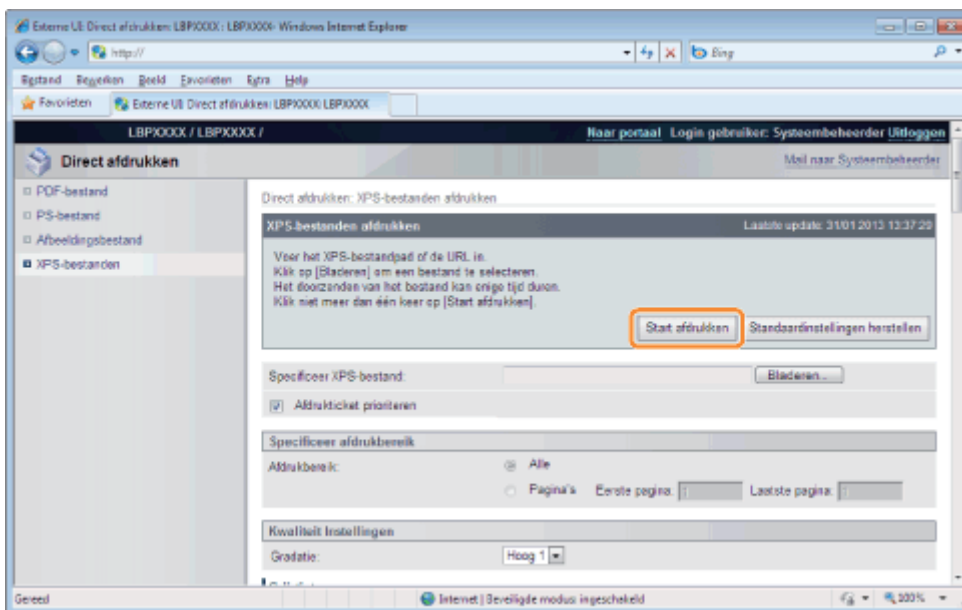 Externe UI: Direct afdrukken: LBPXXXX : LBPXXXX - Windows Internet Explorer
http://
Bing
Bestand Bewerken Beeld Favorieten Extra Help
Favorieten
Externe UI: Direct afdrukken: LBPXXXX: LBPXXXX
LBPXXXX / LBPXXXX /
Naar portaal Login gebruiker: Systeembeheerder Uitloggen
Direct afdrukken
Mail naar Systeembeheerder
PDF-bestand
PS-bestand
Afbeeldingsbestand
XPS-bestanden
Direct afdrukken: XPS-bestanden afdrukken
XPS-bestanden afdrukken
Laatste update: 31/01 2013 13:37:29
Voer het XPS-bestandpad of de URL in.
Klik op [Bladeren] om een bestand te selecteren.
Het doorzenden van het bestand kan enige tijd duren.
Klik niet meer dan één keer op [Start afdrukken].
Start afdrukken
Standaardinstellingen herstellen
Specificeer XPS-bestand:
Bladeren...
Afdrukticket prioriteren
Specificeer afdrukbereik
Afdrukbereik:
Alle
Pagina's Eerste pagina: Laatste pagina:
Kwaliteit Instellingen
Gradatie:
Hoog 1
Gereed
Internet | Beveiligde modus: ingeschakeld
100%